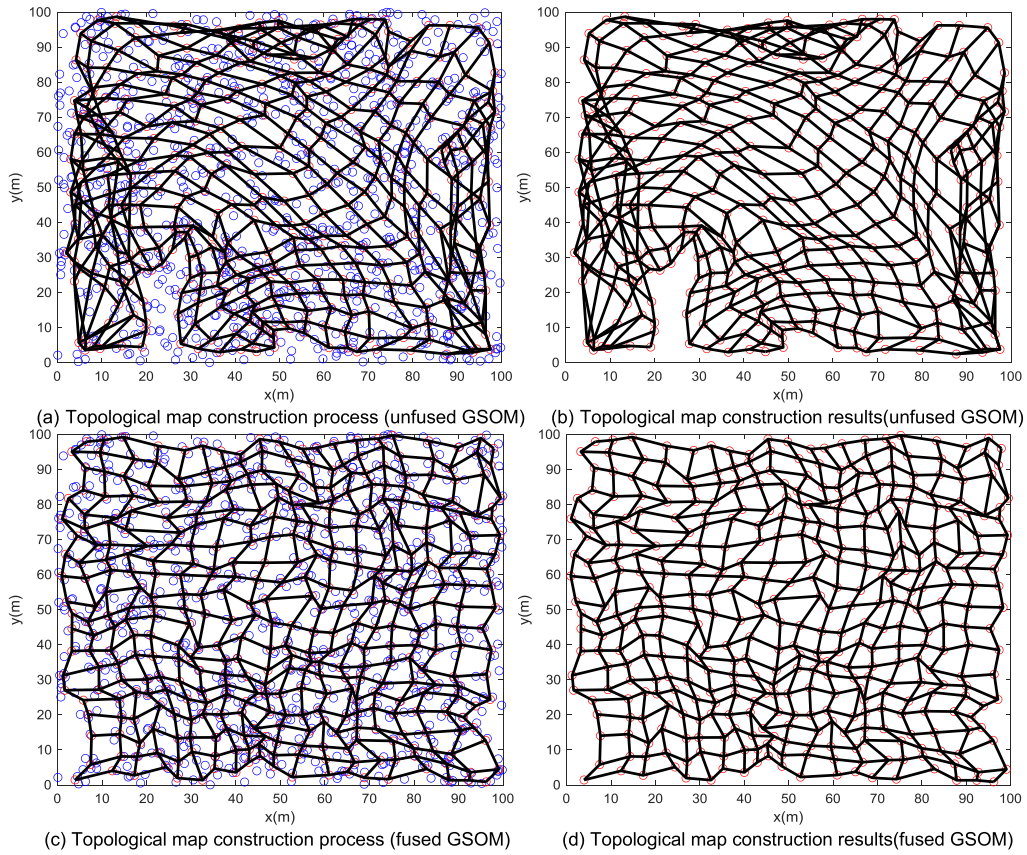 100
90
80
70
60
50
40
30
20
10
0
y(m)
0 10 20 30 40 50 60 70 80 90 100
x(m)
(a) Topological map construction process (unfused GSOM)
100
90
80
70
60
50
40
30
20
10
0
y(m)
0 10 20 30 40 50 60 70 80 90 100
x(m)
(b) Topological map construction results(unfused GSOM)
100
90
80
70
60
50
40
30
20
10
0
y(m)
0 10 20 30 40 50 60 70 80 90 100
x(m)
(c) Topological map construction process (fused GSOM)
100
90
80
70
60
50
40
30
20
10
0
y(m)
0 10 20 30 40 50 60 70 80 90 100
x(m)
(d) Topological map construction results(fused GSOM)